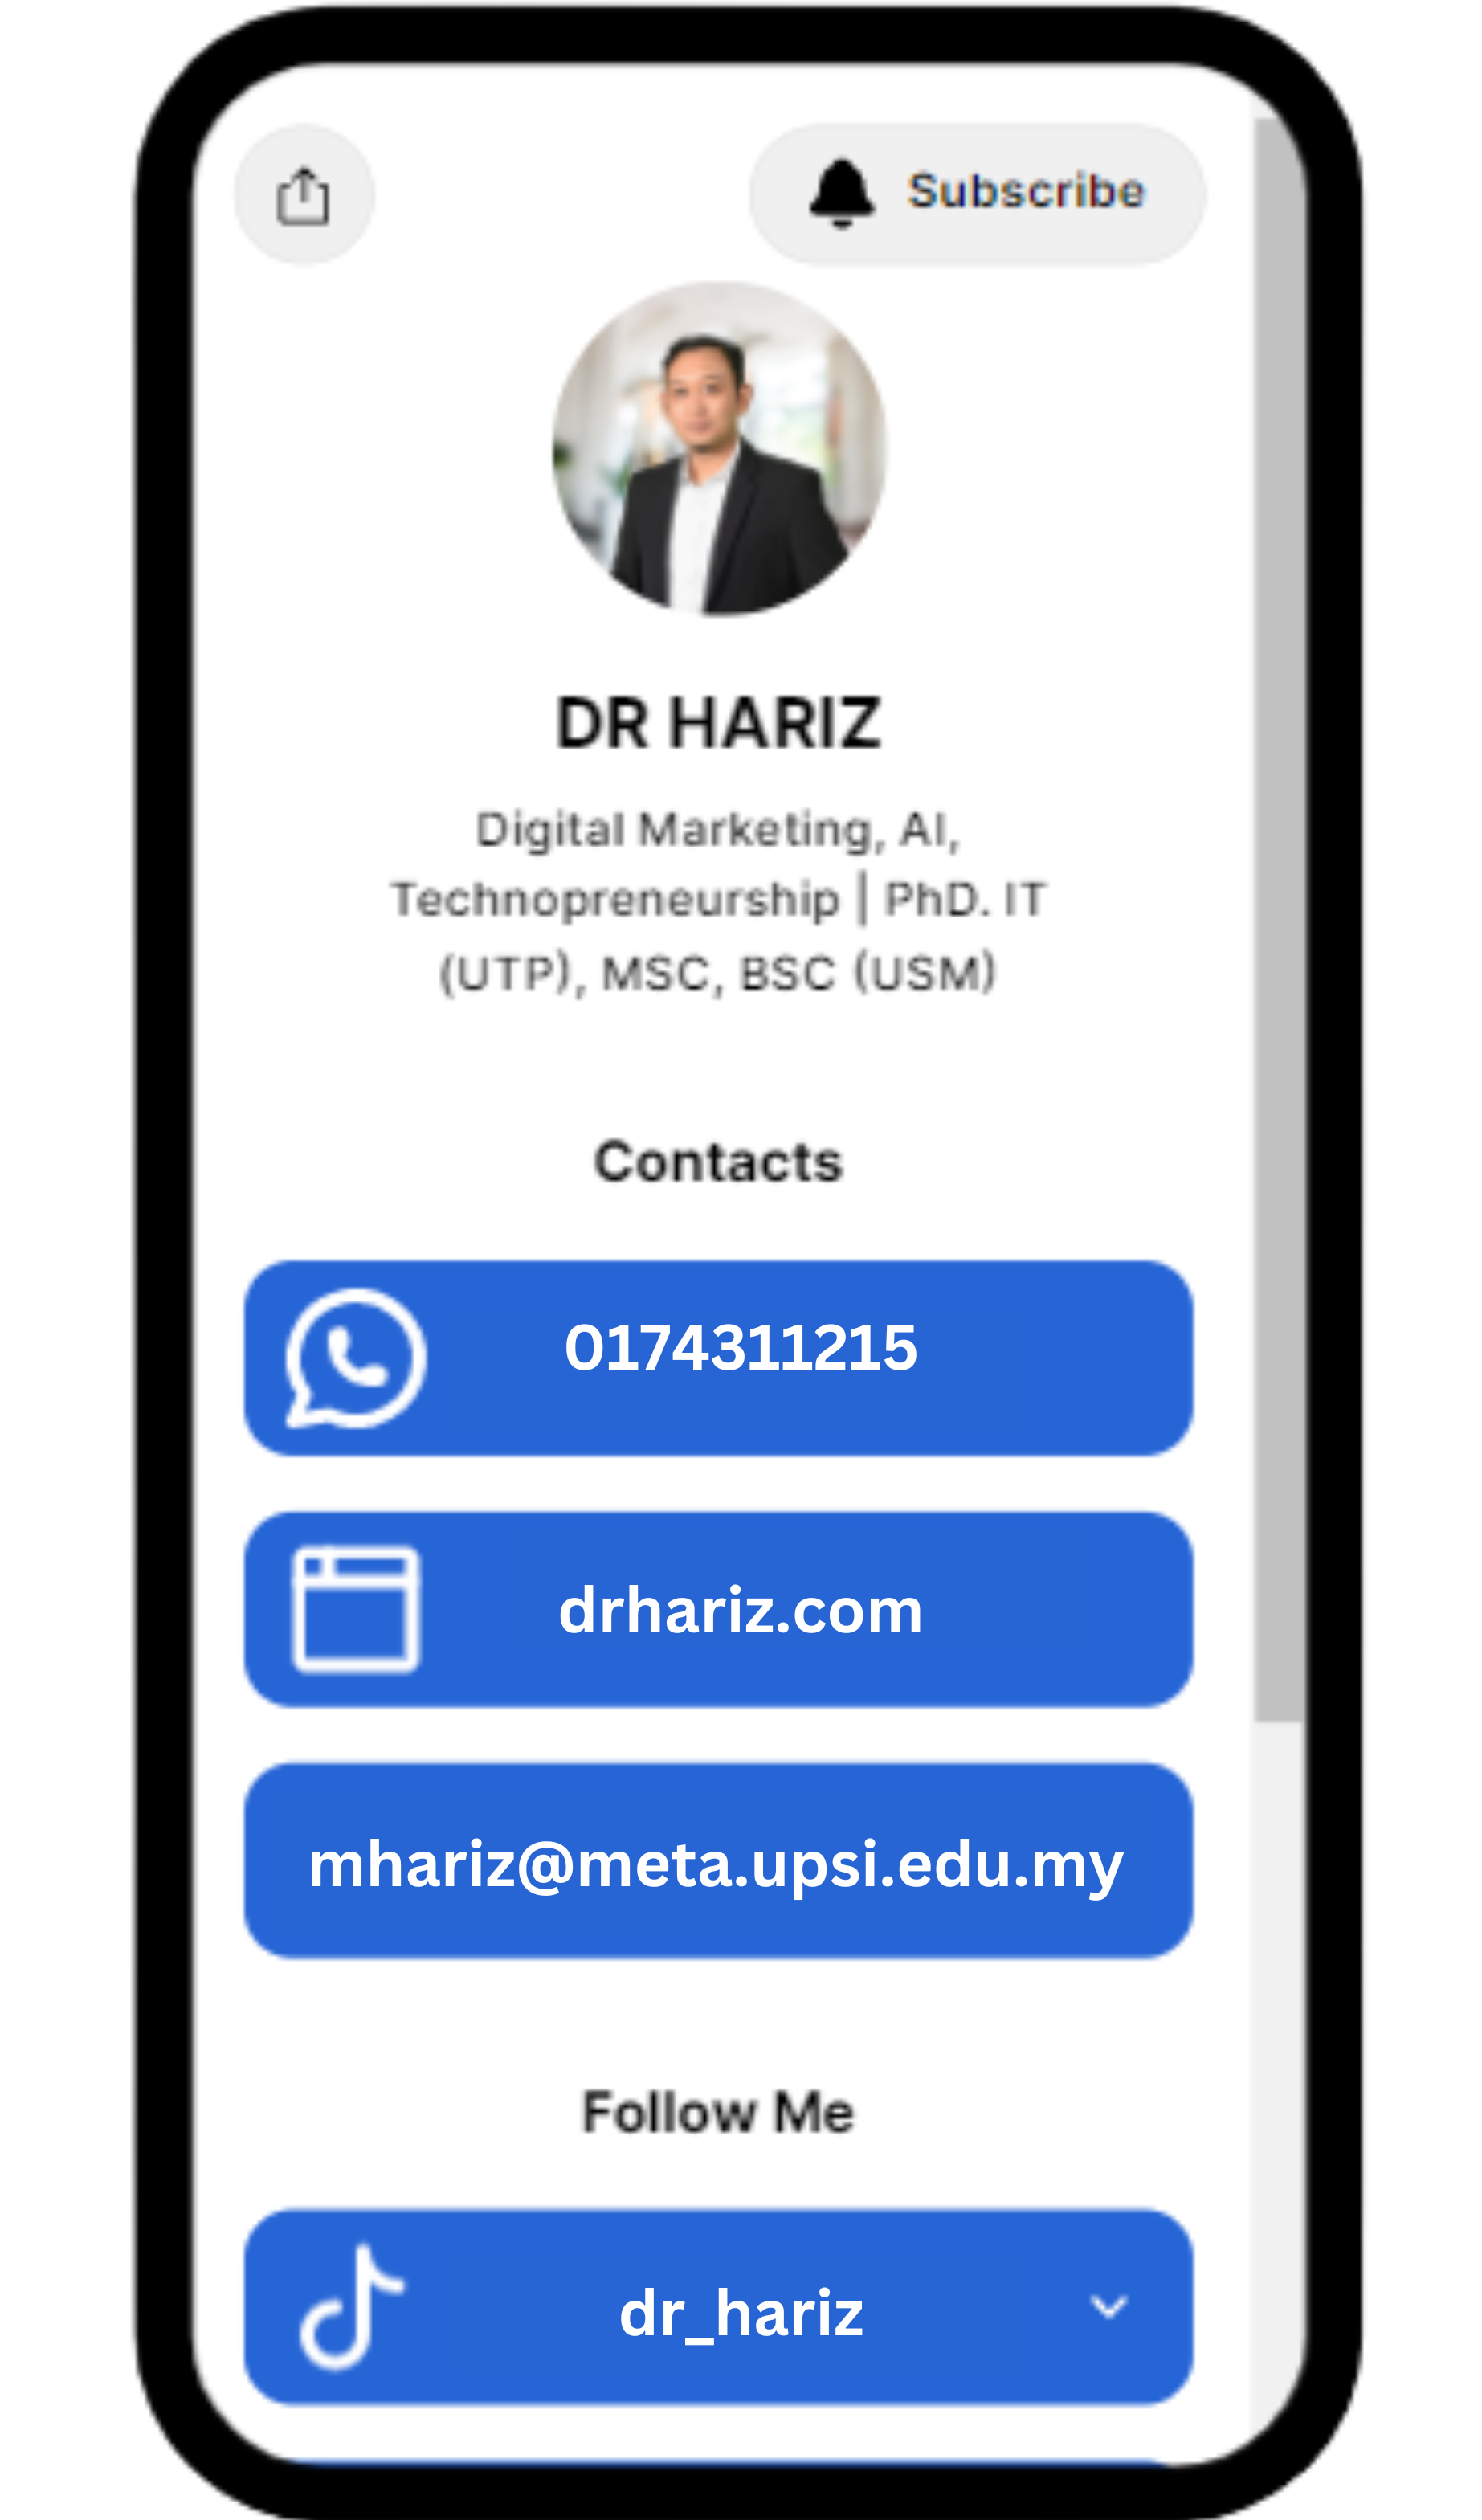 Subscribe
DR HARIZ
Digital Marketing, AI,
Technopreneurship | PhD. IT
(UTP), MSC, BSC (USM)
Contacts
0174311215
drhariz.com
mhariz@meta.upsi.edu.my
Follow Me
dr_hariz